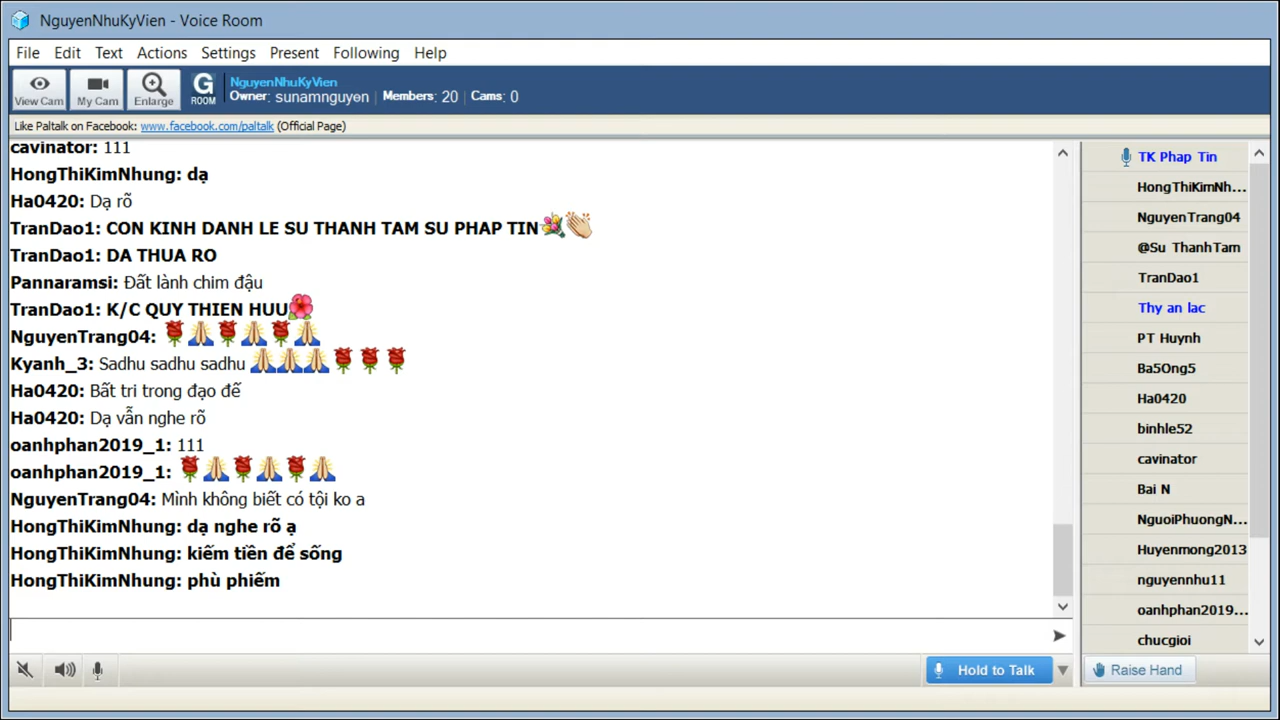 NguyenNhuKyVien - Voice Room
File Edit Text Actions Settings Present Following Help
View Cam My Cam Enlarge G ROOM
NguyenNhuKyVien
Owner: sunamnguyen | Members: 20 | Cams: 0
Like Paltalk on Facebook: www.facebook.com/paltalk (Official Page)
cavinator: 111
HongThiKimNhung: dạ
Ha0420: Dạ rõ
TranDao1: CON KINH DANH LE SU THANH TAM SU PHAP TIN
TranDao1: DA THUA RO
Pannaramsi: Đất lành chim đậu
TranDao1: K/C QUY THIEN HUU
NguyenTrang04:
Kyanh_3: Sadhu sadhu sadhu
Ha0420: Bất tri trong đạo đế
Ha0420: Dạ vẫn nghe rõ
oanhphan2019_1: 111
oanhphan2019_1:
NguyenTrang04: Mình không biết có tội ko a
HongThiKimNhung: dạ nghe rõ ạ
HongThiKimNhung: kiếm tiền để sống
HongThiKimNhung: phù phiếm
TK Phap Tin
HongThiKimNh...
NguyenTrang04
@Su ThanhTam
TranDao1
Thy an lac
PT Huynh
Ba5Ong5
Ha0420
binhle52
cavinator
Bai N
NguoiPhuongN...
Huyenmong2013
nguyennhu11
oanhphan2019...
chucgioi
Hold to Talk
Raise Hand